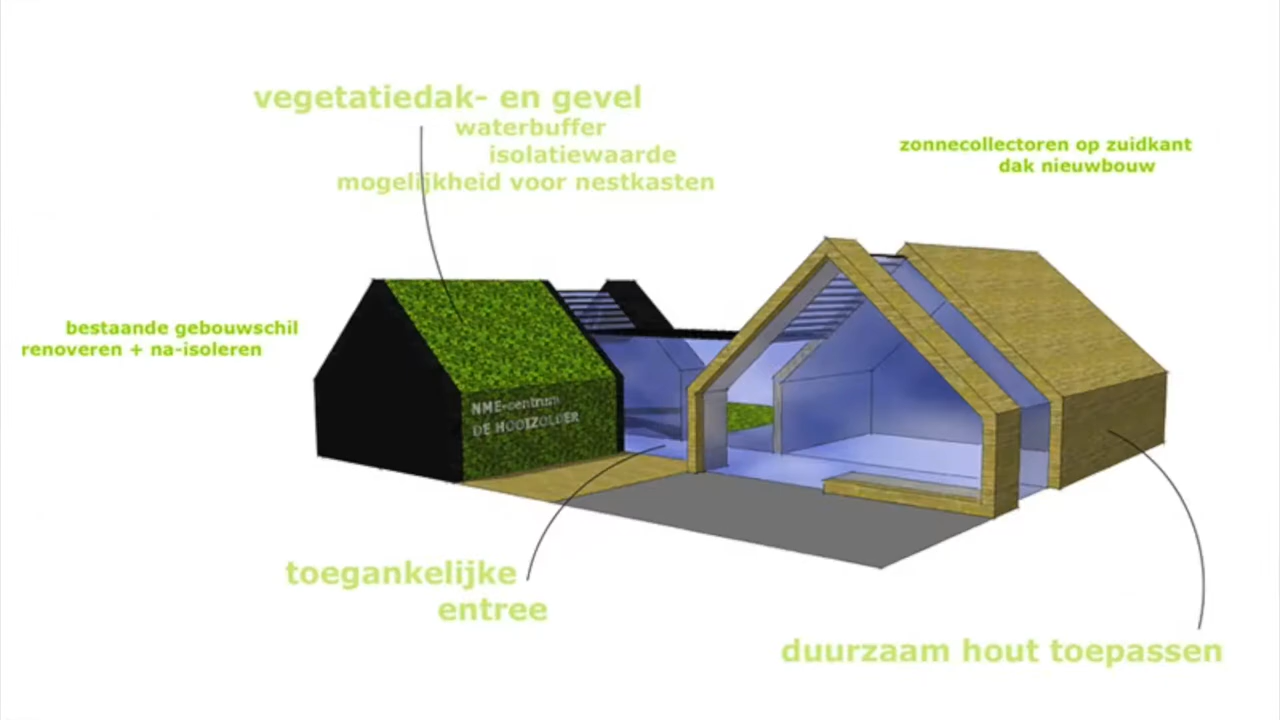 vegetatiedak- en gevel
waterbuffer
isolatiewaarde
mogelijkheid voor nestkasten
zonnecollectoren op zuidkant
dak nieuwbouw
bestaande gebouwschil
renoveren + na-isoleren
NME-centrum
DE HOOIZOLDER
toegankelijke
entree
duurzaam hout toepassen